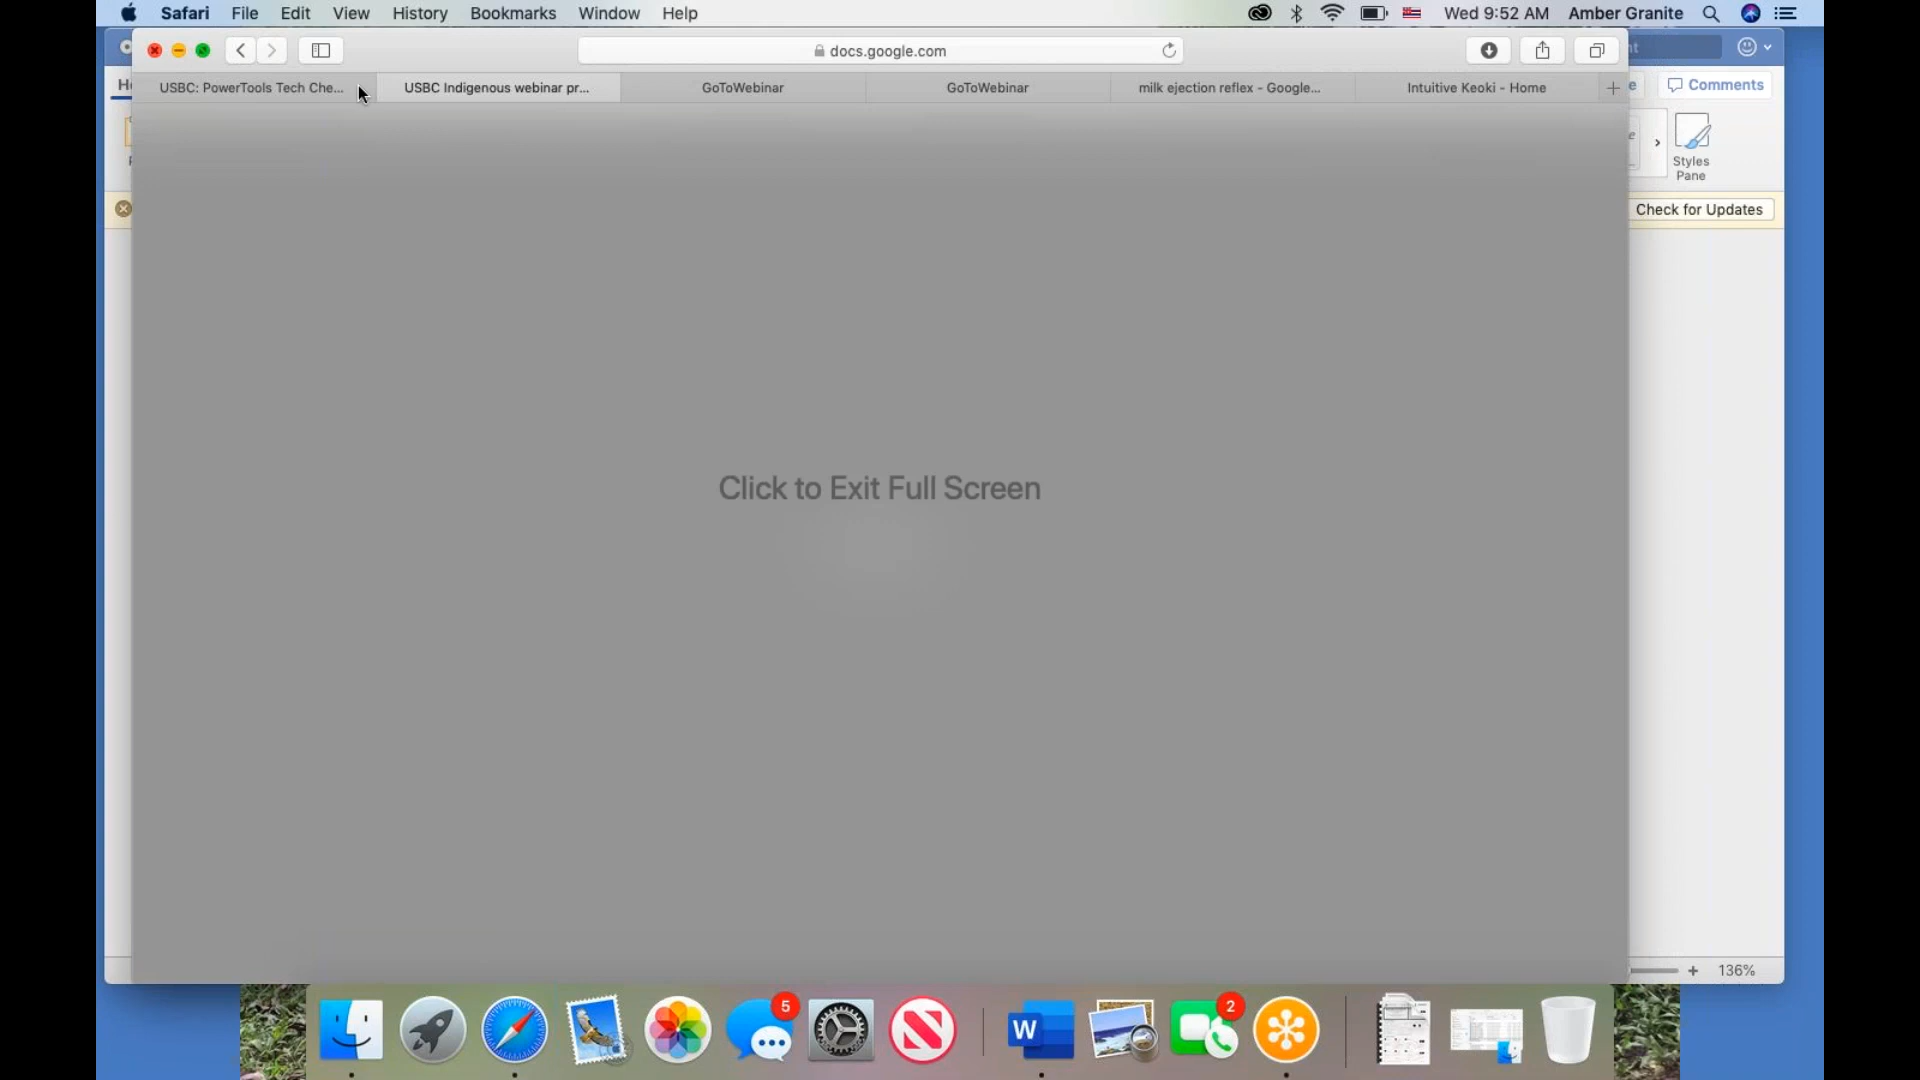 Safari File Edit View History Bookmarks Window Help Wed 9:52 AM Amber Granite
docs.google.com
USBC: PowerTools Tech Che... USBC Indigenous webinar pr... GoToWebinar GoToWebinar milk ejection reflex - Google... Intuitive Keoki - Home
Comments
Styles
Pane
Check for Updates
Click to Exit Full Screen
136%
5
2
W